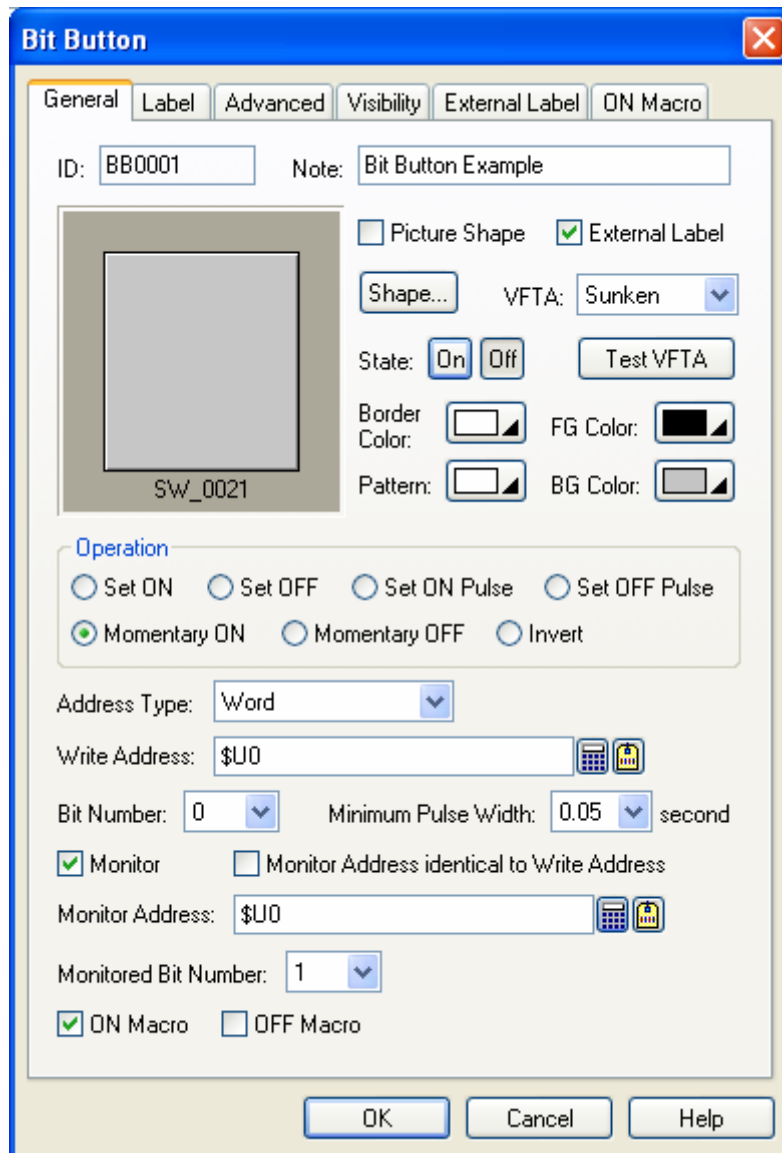 Bit Button
General Label Advanced Visibility External Label ON Macro
ID: BB0001 Note: Bit Button Example
Picture Shape External Label
Shape... VFTA: Sunken
State: On Off Test VFTA
Border Color: FG Color:
SW_0021 Pattern: BG Color:
Operation
Set ON Set OFF Set ON Pulse Set OFF Pulse
Momentary ON Momentary OFF Invert
Address Type: Word
Write Address: $U0
Bit Number: 0 Minimum Pulse Width: 0.05 second
Monitor Monitor Address identical to Write Address
Monitor Address: $U0
Monitored Bit Number: 1
ON Macro OFF Macro
OK Cancel Help